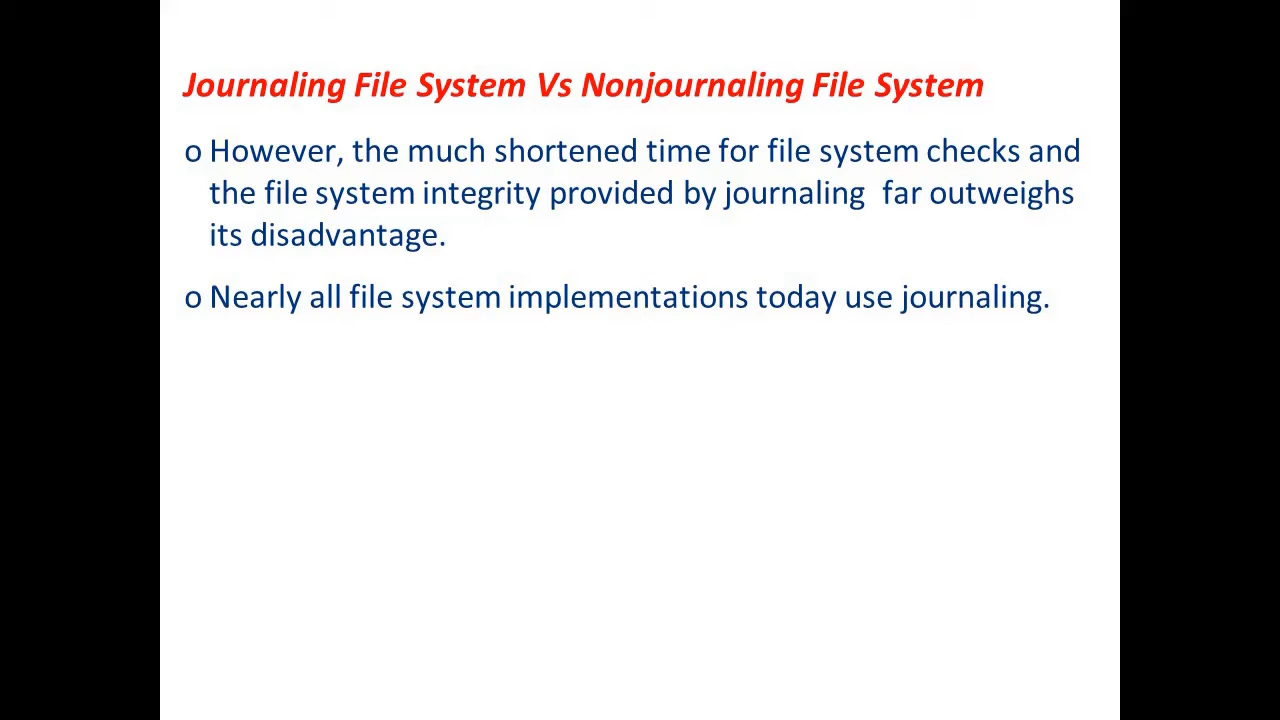 Journaling File System Vs Nonjournaling File System
o However, the much shortened time for file system checks and
the file system integrity provided by journaling  far outweighs
its disadvantage.
o Nearly all file system implementations today use journaling.